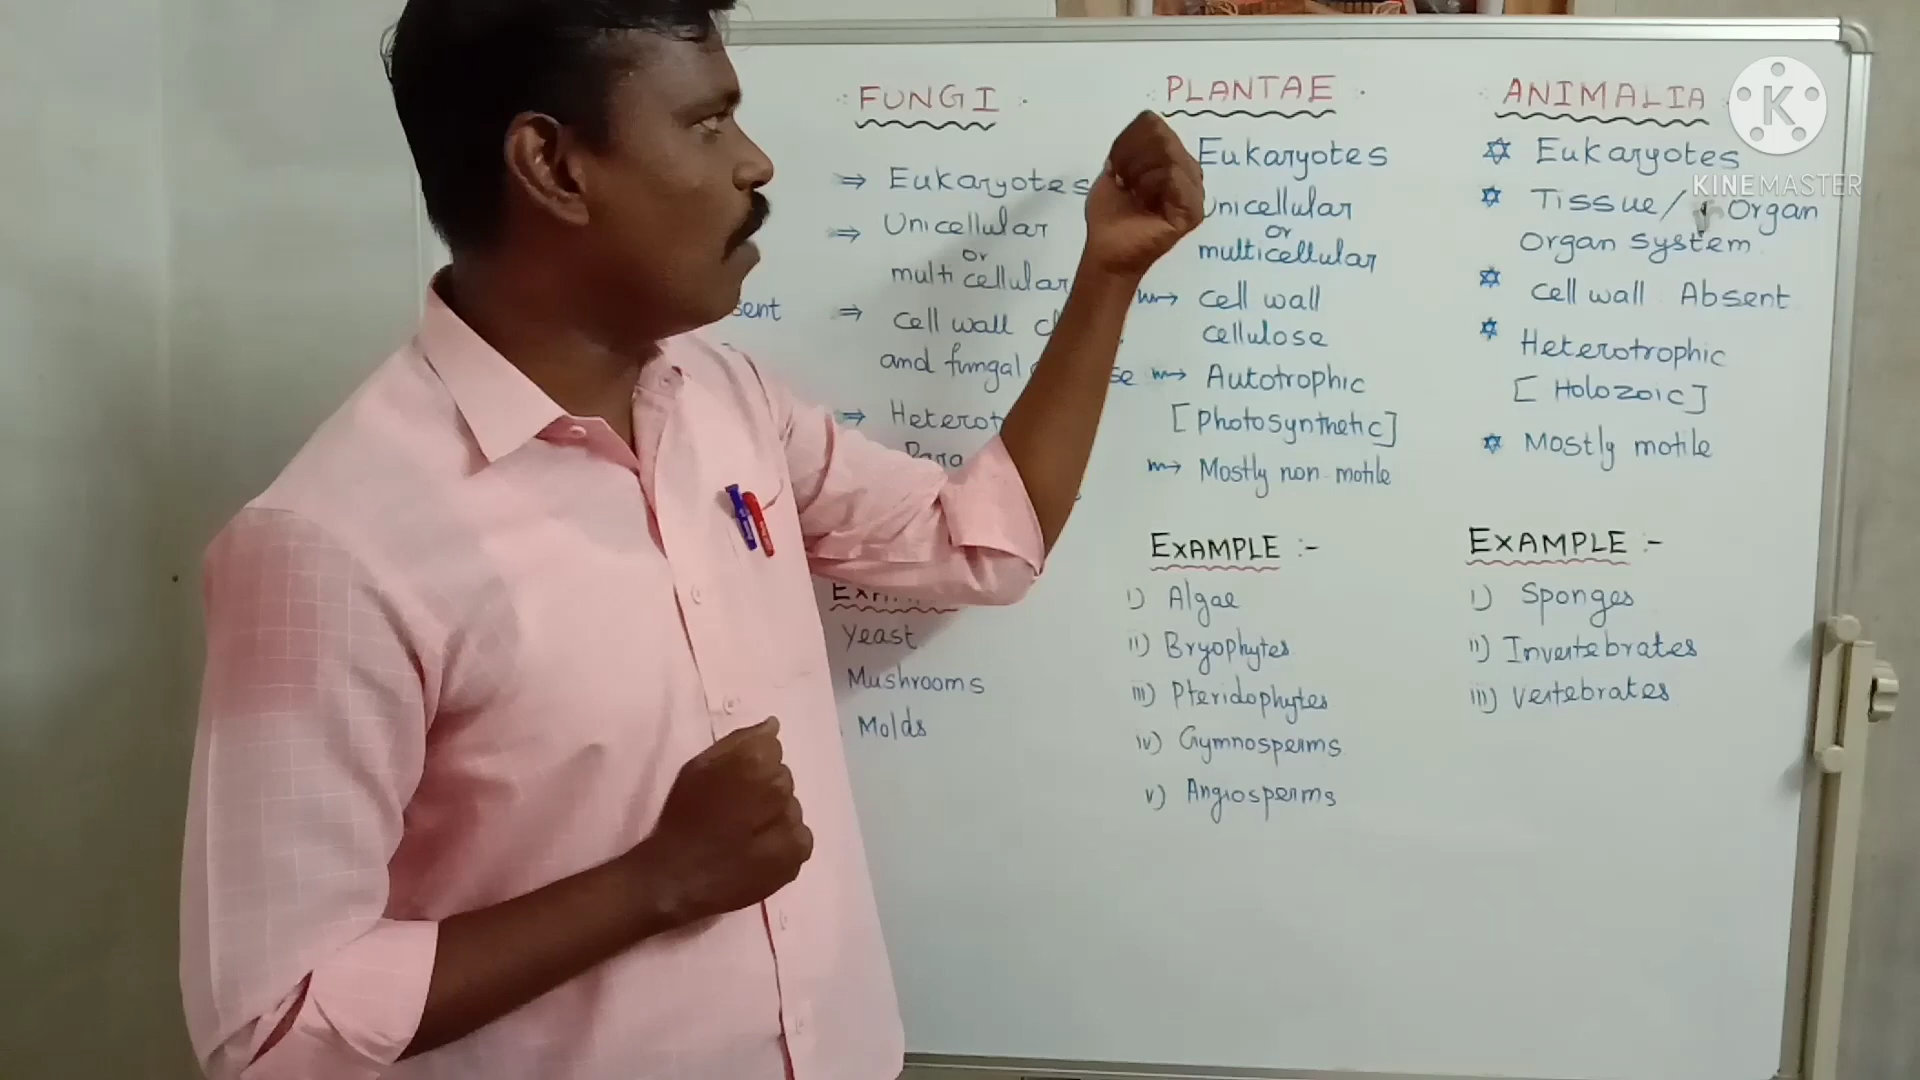 FUNGI
⇒ Eukaryotes
⇒ Unicellular
or
multi cellular
⇒ cell wall
and fungal
⇒
Yeast
Mushrooms
Molds
PLANTAE
Eukaryotes
Unicellular
or
multicellular
cell wall
cellulose
Autotrophic
[Photosynthetic]
Mostly non motile
EXAMPLE :-
i) Algae
ii) Bryophytes
iii) Pteridophytes
iv) Gymnosperms
v) Angiosperms
ANIMALIA
Eukaryotes
Tissue/ Organ
Organ system
cell wall Absent
Heterotrophic
[Holozoic]
Mostly motile
EXAMPLE :-
i) Sponges
ii) Invertebrates
iii) Vertebrates
K
KINEMASTER